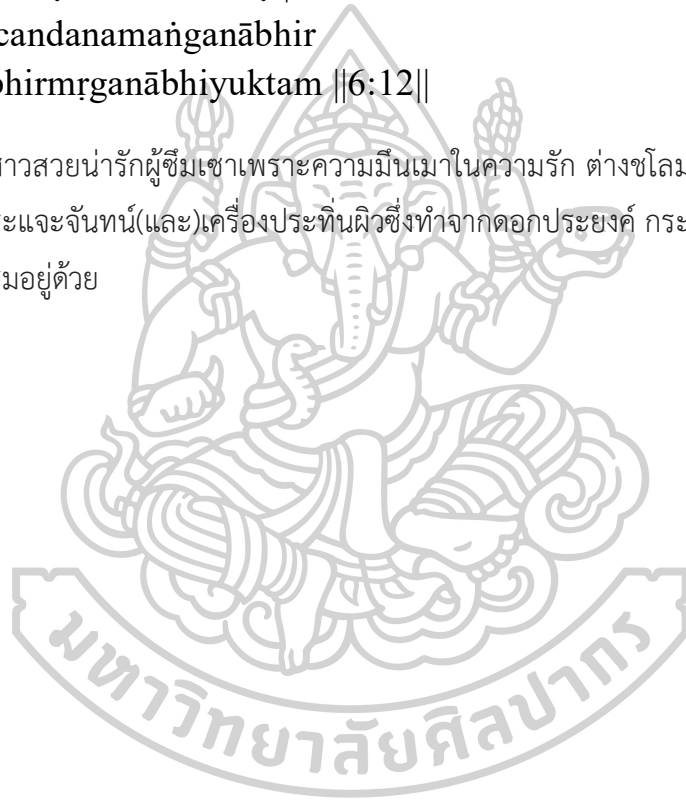 candanamaṅganābhir
bhirmṛganābhiyuktam ||6:12||
สาวสวยน่ารักผู้ซึมเซาเพราะความมึนเมาในความรัก ต่างชโลม
ะแจะจันทน์(และ)เครื่องประทิ่นผิวซึ่งทำจากดอกประยงค์ กระ
มอยู่ด้วย
มหาวิทยาลัยศิลปากร